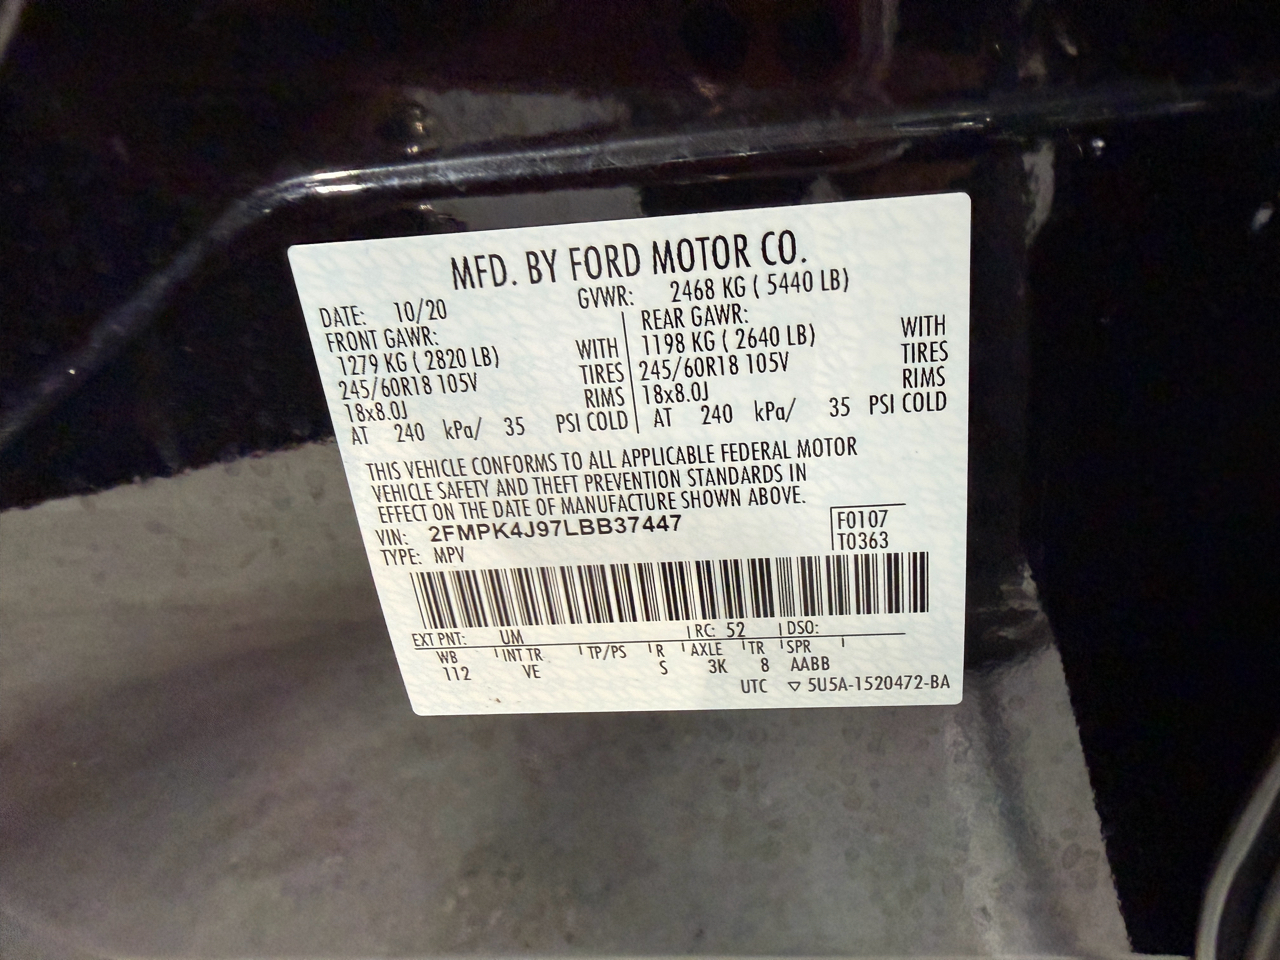 MFD. BY FORD MOTOR CO.
DATE: 10/20 GVWR: 2468 KG ( 5440 LB)
FRONT GAWR: REAR GAWR:
1279 KG ( 2820 LB) WITH 1198 KG ( 2640 LB) WITH
245/60R18 105V TIRES 245/60R18 105V TIRES
18x8.0J RIMS 18x8.0J RIMS
AT 240 kPa/ 35 PSI COLD AT 240 kPa/ 35 PSI COLD
THIS VEHICLE CONFORMS TO ALL APPLICABLE FEDERAL MOTOR
VEHICLE SAFETY AND THEFT PREVENTION STANDARDS IN
EFFECT ON THE DATE OF MANUFACTURE SHOWN ABOVE.
VIN: 2FMPK4J97LBB37447 F0107
TYPE: MPV T0363
EXT PNT: UM RC: 52 DSO:
WB INT TR TP/PS R AXLE TR SPR
112 VE S 3K 8 AABB
UTC ▽ 5U5A-1520472-BA